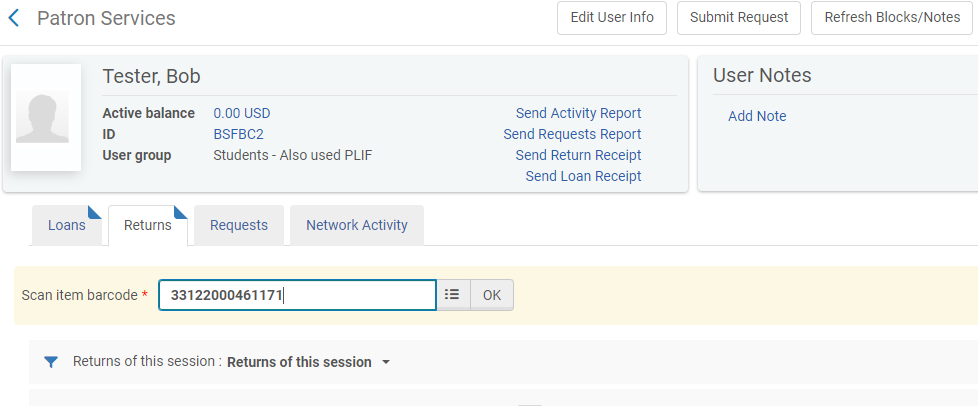 Patron Services
Edit User Info
Submit Request
Refresh Blocks/Notes
Tester, Bob
Active balance 0.00 USD Send Activity Report
ID BSFBC2 Send Requests Report
User group Students - Also used PLIF Send Return Receipt
Send Loan Receipt
User Notes
Add Note
Loans Returns Requests Network Activity
Scan item barcode * 33122000461171 OK
Returns of this session : Returns of this session